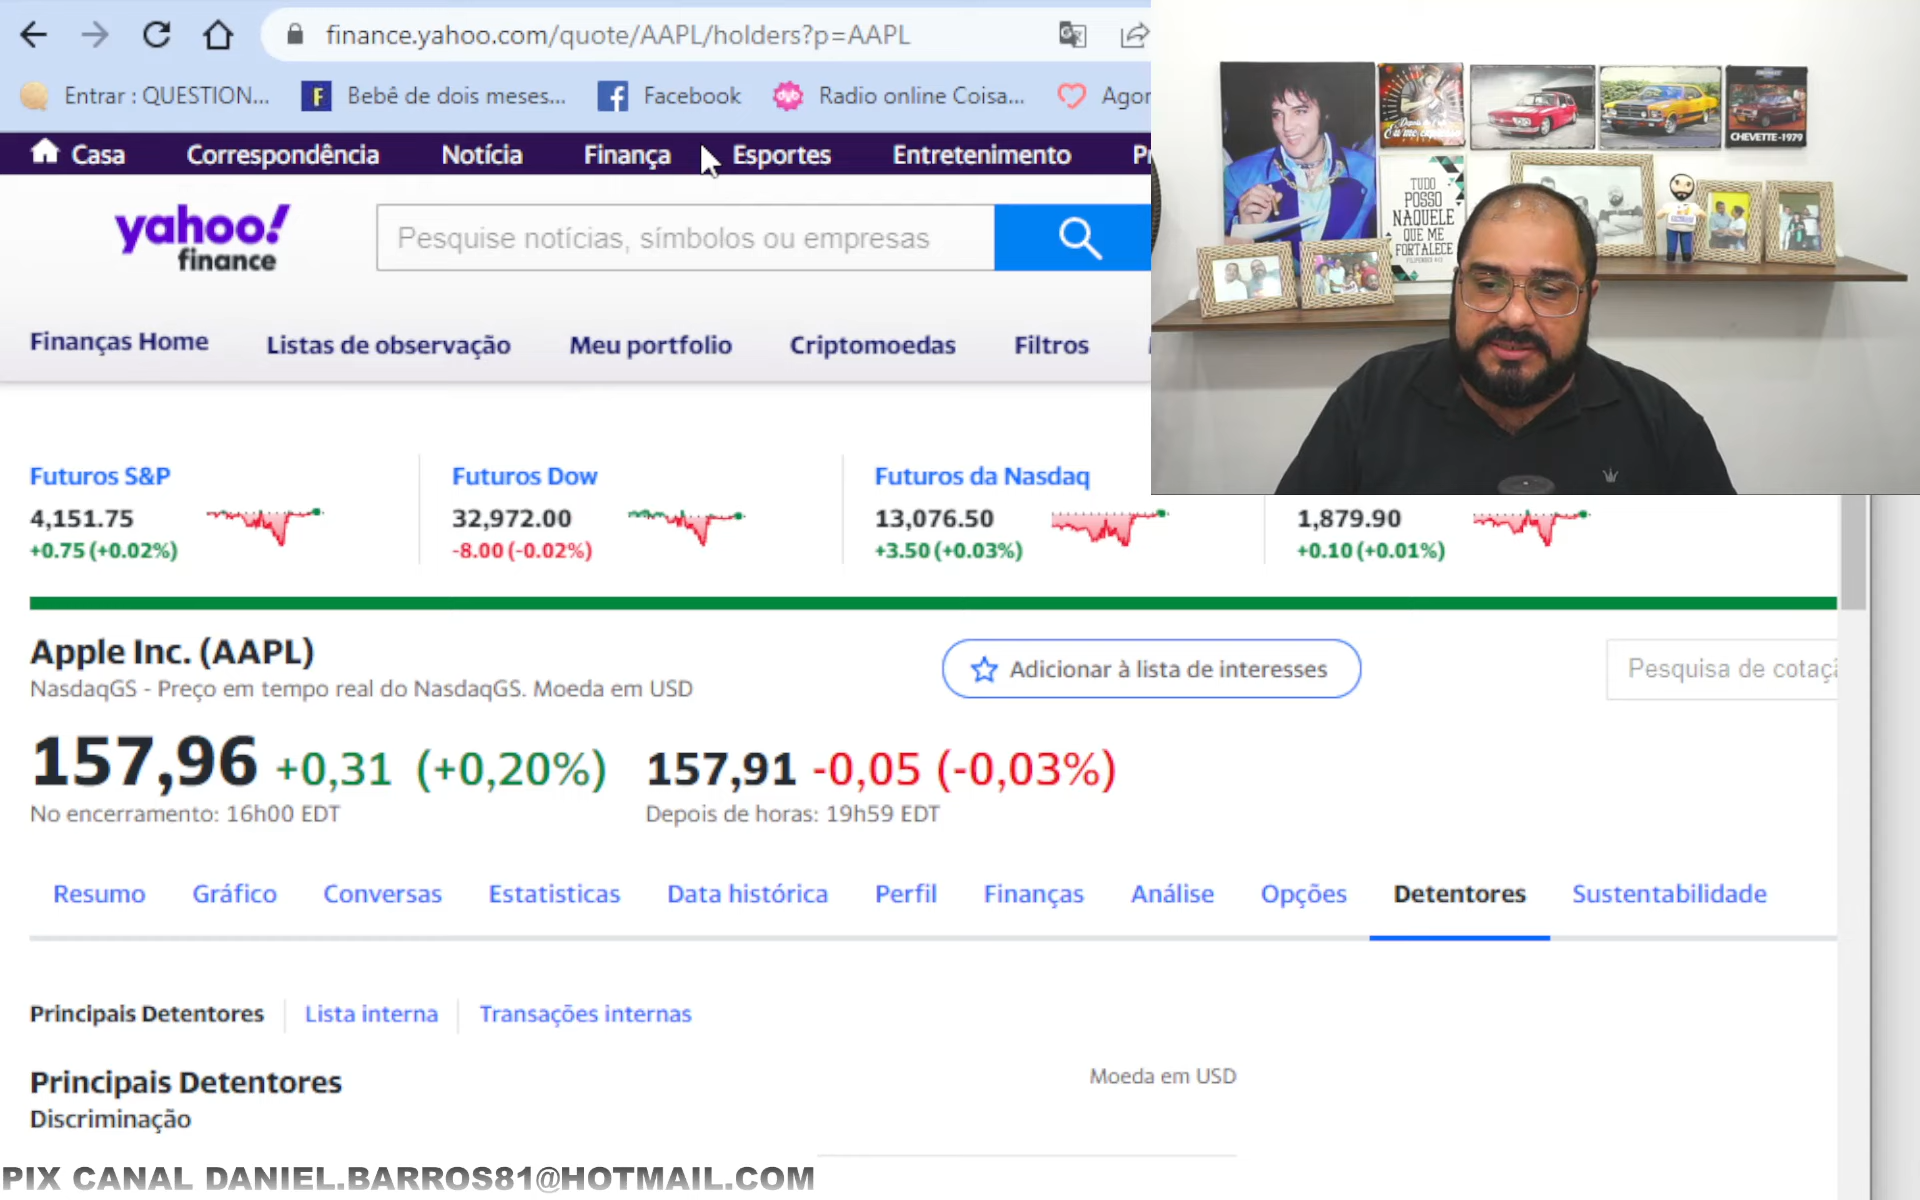 finance.yahoo.com/quote/AAPL/holders?p=AAPL
Entrar : QUESTION... Bebê de dois meses... Facebook Radio online Coisa... Agor
Casa Correspondência Notícia Finança Esportes Entretenimento
yahoo!
finance
Pesquise notícias, símbolos ou empresas
Finanças Home Listas de observação Meu portfolio Criptomoedas Filtros
CHEVETTE-1979
TUDO
POSSO
NAQUELE
QUE ME
FORTALECE
Futuros S&P
4,151.75
+0.75 (+0.02%)
Futuros Dow
32,972.00
-8.00 (-0.02%)
Futuros da Nasdaq
13,076.50
+3.50 (+0.03%)
1,879.90
+0.10 (+0.01%)
Apple Inc. (AAPL)
NasdaqGS - Preço em tempo real do NasdaqGS. Moeda em USD
Adicionar à lista de interesses
Pesquisa de cotaç
157,96 +0,31 (+0,20%)
No encerramento: 16h00 EDT
157,91 -0,05 (-0,03%)
Depois de horas: 19h59 EDT
Resumo Gráfico Conversas Estatisticas Data histórica Perfil Finanças Análise Opções Detentores Sustentabilidade
Principais Detentores Lista interna Transações internas
Principais Detentores
Moeda em USD
Discriminação
PIX CANAL DANIEL.BARROS81@HOTMAIL.COM